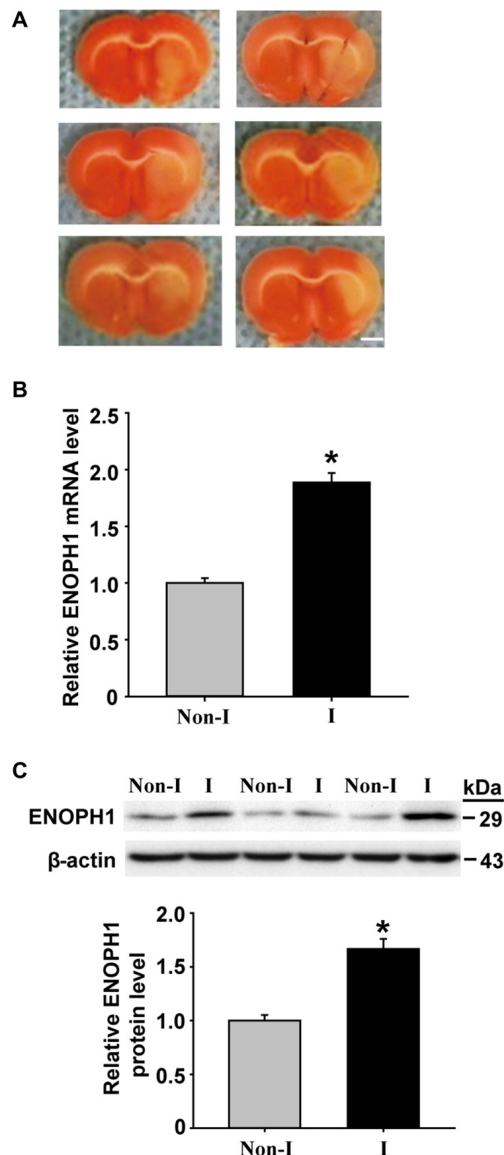 A
B
Relative ENOPH1 mRNA level
2.5
2.0
1.5
1.0
0.5
0
*
Non-I I
C
Non-I I Non-I I Non-I I kDa
ENOPH1 29
β-actin 43
Relative ENOPH1
protein level
2.0
1.5
1.0
0.5
0.0
*
Non-I I